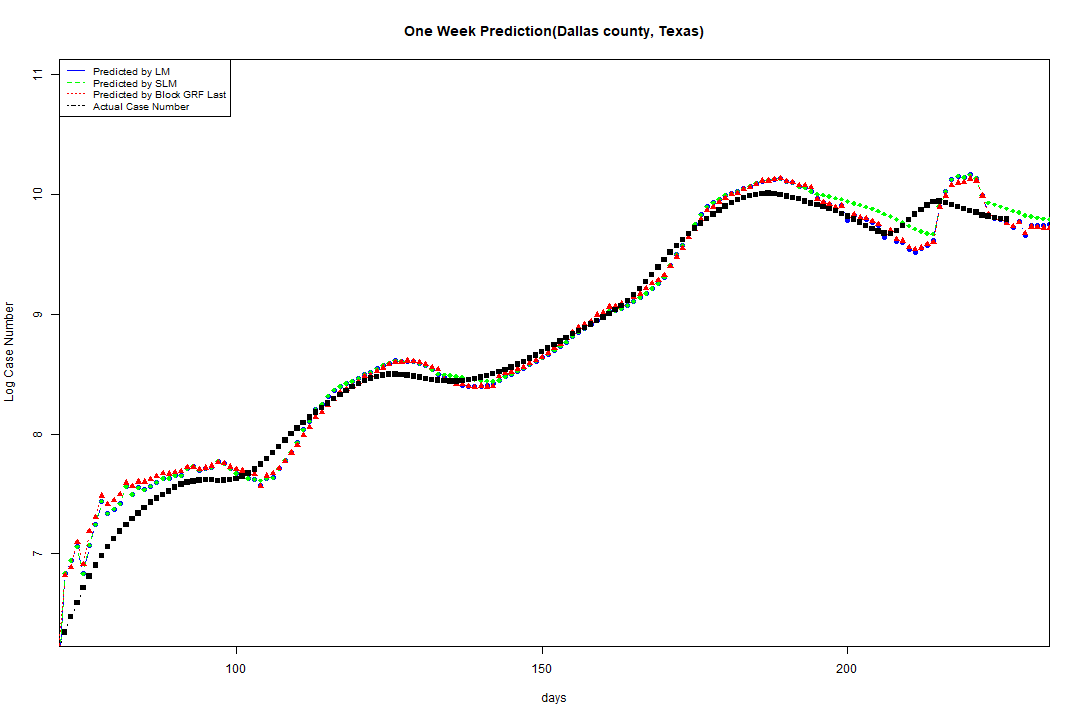 One Week Prediction(Dallas county, Texas)
Predicted by LM
Predicted by SLM
Predicted by Block GRF Last
Actual Case Number
11
10
9
8
7
Log Case Number
100
150
200
days